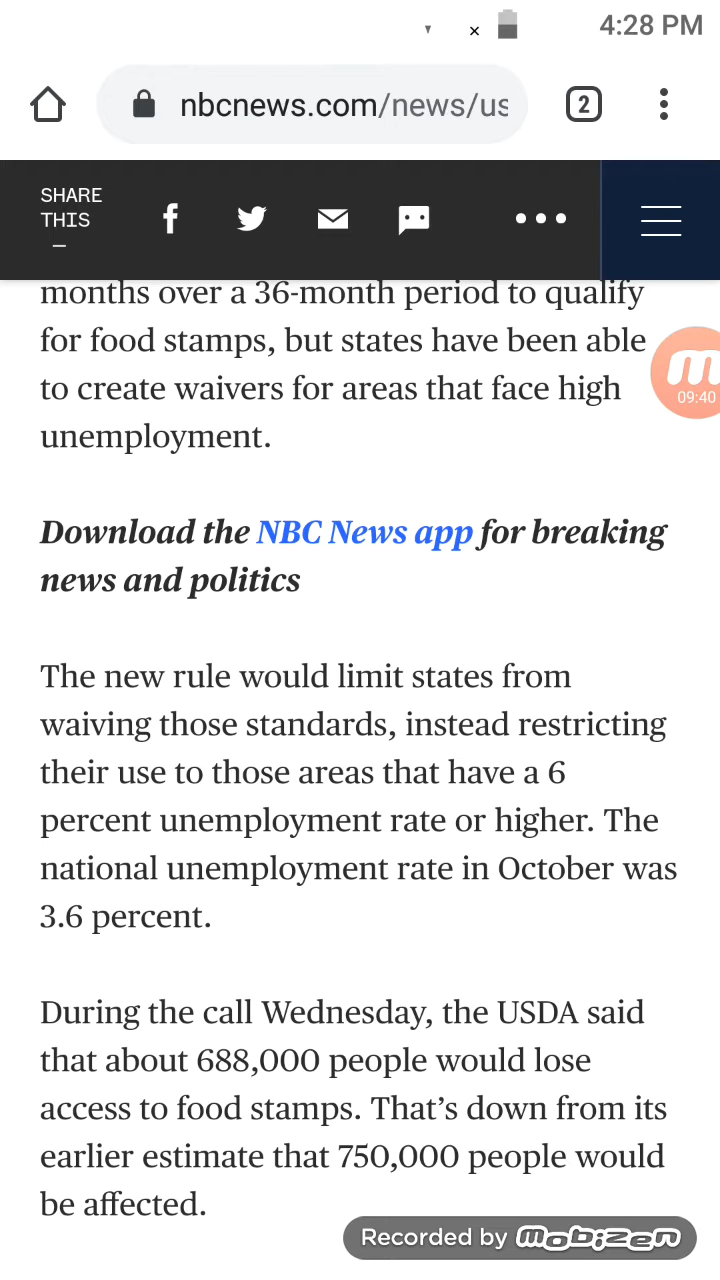 4:28 PM
nbcnews.com/news/us
2
SHARE
THIS
months over a 36-month period to qualify
for food stamps, but states have been able
to create waivers for areas that face high
09:40
unemployment.
Download the NBC News app for breaking
news and politics
The new rule would limit states from
waiving those standards, instead restricting
their use to those areas that have a 6
percent unemployment rate or higher. The
national unemployment rate in October was
3.6 percent.
During the call Wednesday, the USDA said
that about 688,000 people would lose
access to food stamps. That’s down from its
earlier estimate that 750,000 people would
be affected.
Recorded by mobizen